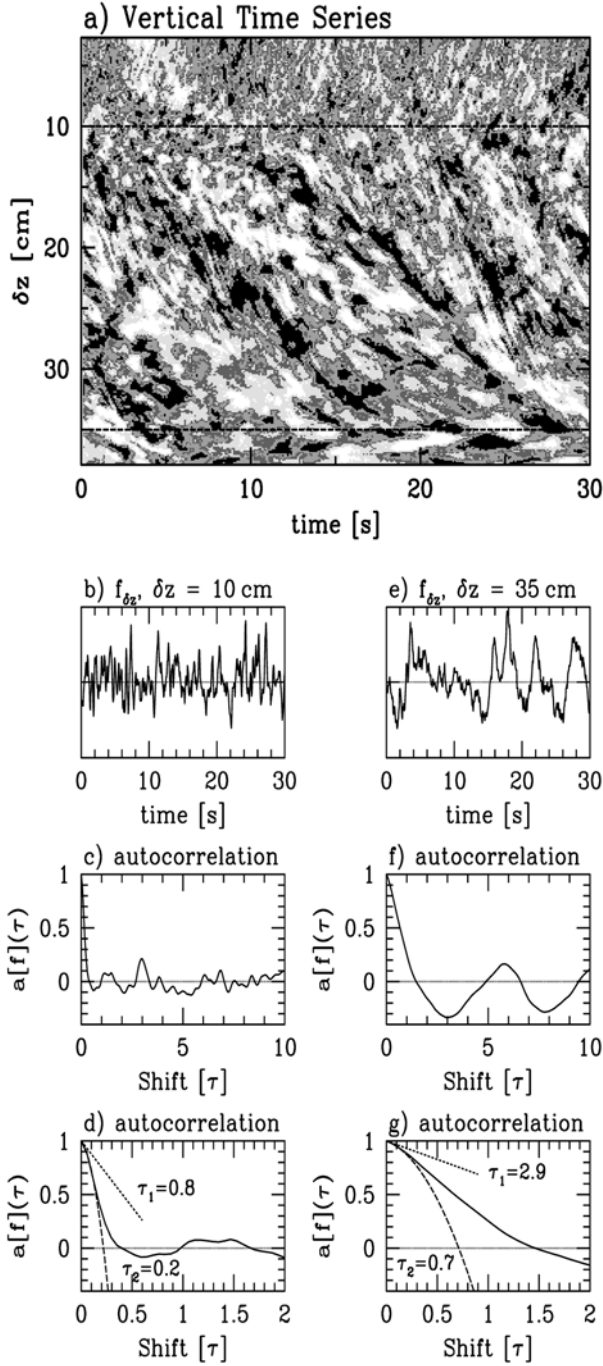 a) Vertical Time Series
10
20
30
δz [cm]
0 10 20 30
time [s]
b) f_δz, δz = 10 cm
0 10 20 30
time [s]
e) f_δz, δz = 35 cm
0 10 20 30
time [s]
c) autocorrelation
1
0.5
0
a[f](τ)
0 5 10
Shift [τ]
f) autocorrelation
1
0.5
0
a[f](τ)
0 5 10
Shift [τ]
d) autocorrelation
1
0.5
0
a[f](τ)
τ₁=0.8
τ₂=0.2
0 0.5 1 1.5 2
Shift [τ]
g) autocorrelation
1
0.5
0
a[f](τ)
τ₁=2.9
τ₂=0.7
0 0.5 1 1.5 2
Shift [τ]